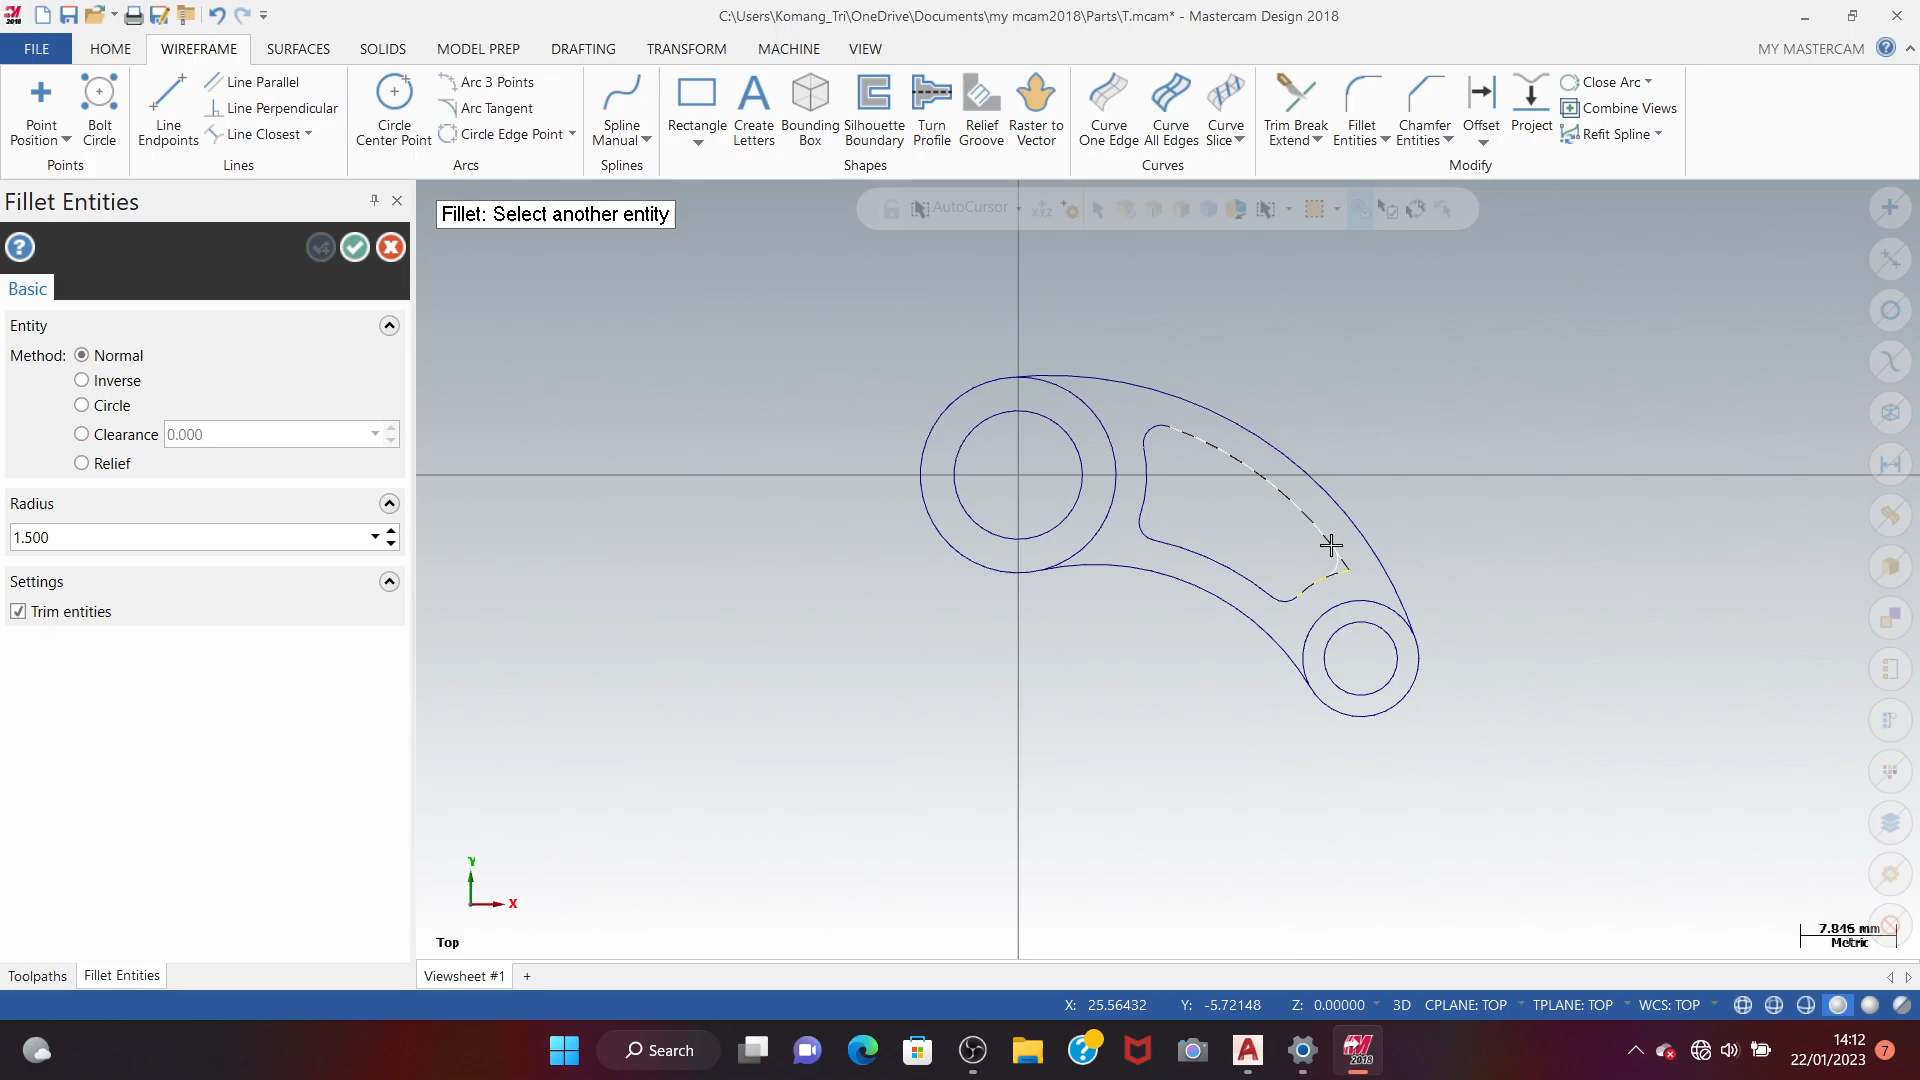 2018
C:\Users\Komang_Tri\OneDrive\Documents\my mcam2018\Parts\T.mcam* - Mastercam Design 2018
FILE HOME WIREFRAME SURFACES SOLIDS MODEL PREP DRAFTING TRANSFORM MACHINE VIEW MY MASTERCAM
Point Position
Bolt Circle
Points
Line Endpoints
Line Parallel
Line Perpendicular
Line Closest
Lines
Circle Center Point
Arc 3 Points
Arc Tangent
Circle Edge Point
Arcs
Spline Manual
Splines
Rectangle
Create Letters
Bounding Box
Silhouette Boundary
Turn Profile
Relief Groove
Raster to Vector
Shapes
Curve One Edge
Curve All Edges
Curve Slice
Curves
Trim Break Extend
Fillet Entities
Chamfer Entities
Offset
Project
Close Arc
Combine Views
Refit Spline
Modify
Fillet Entities
Basic
Entity
Method: Normal
Inverse
Circle
Clearance 0.000
Relief
Radius
1.500
Settings
Trim entities
Toolpaths Fillet Entities
Fillet: Select another entity
AutoCursor
Y
X
Top
7.846 mm
Metric
Viewsheet #1 +
X: 25.56432 Y: -5.72148 Z: 0.00000 3D CPLANE: TOP TPLANE: TOP WCS: TOP
Search
2018
14:12
22/01/2023
7